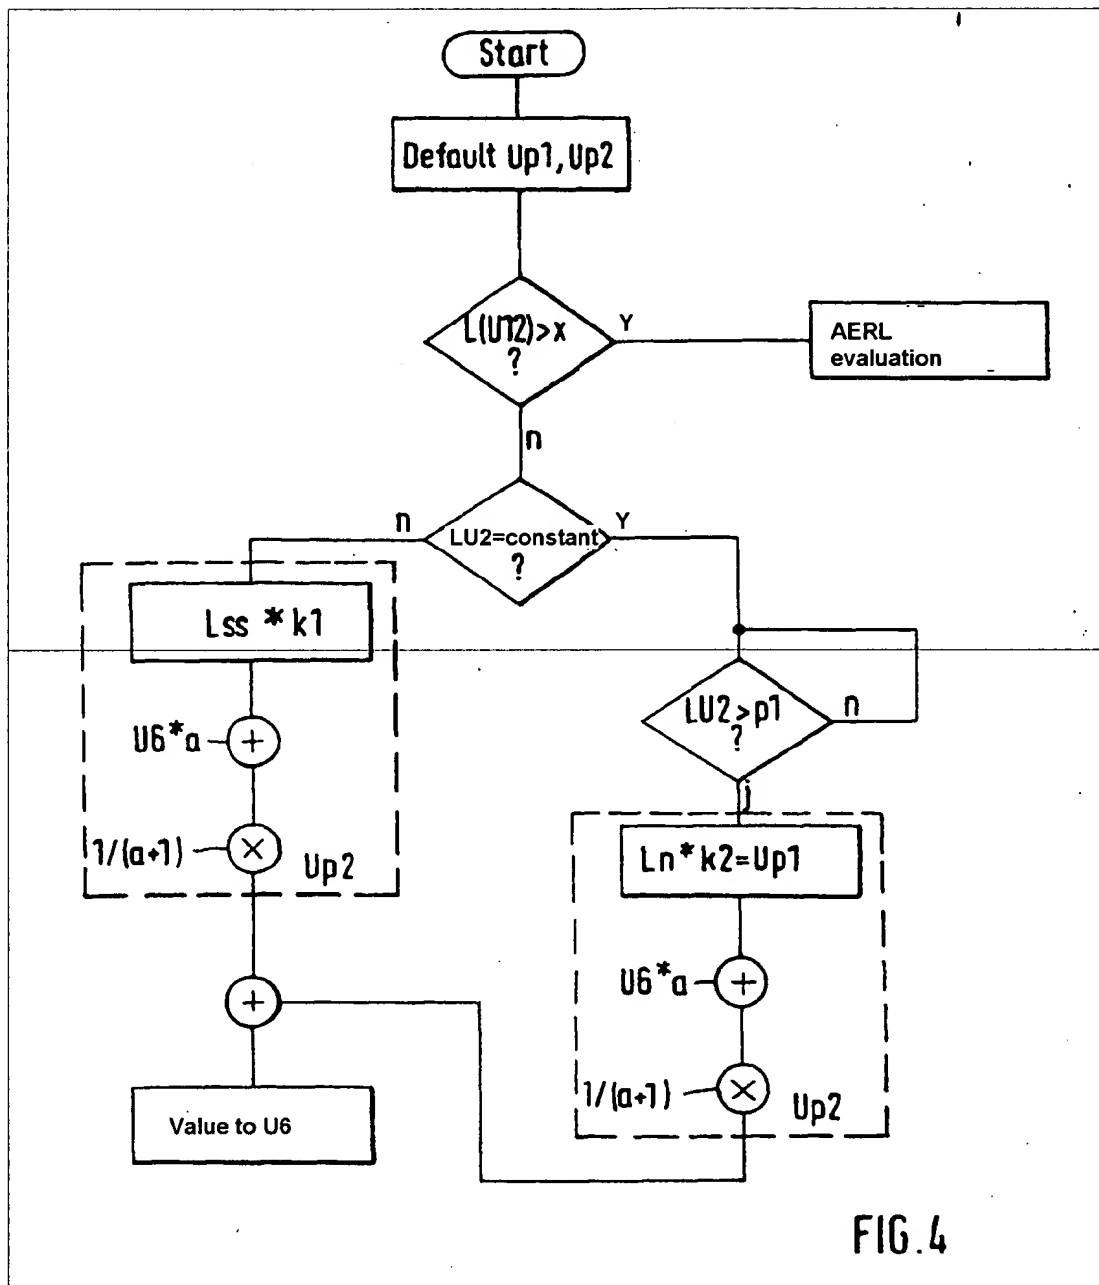 Start
Default Up1, Up2
L(U12)>x
?
Y
AERL
evaluation
n
n
LU2=constant
?
Y
Lss * k1
LU2>p1
?
n
U6*a
+
j
1/(a+1)
×
Up2
Ln* k2=Up1
U6*a
+
+
1/(a+1)
×
Up2
Value to U6
FIG.4